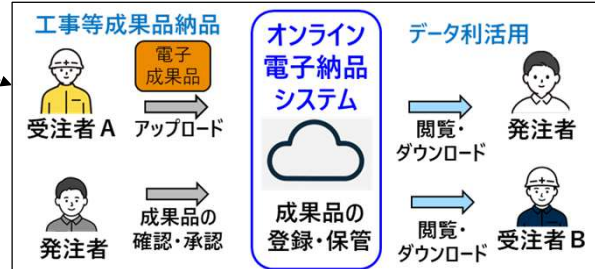 工事等成果品納品
電子
成果品
受注者A
アップロード
発注者
成果品の
確認・承認
オンライン
電子納品
システム
成果品の
登録・保管
データ利活用
閲覧・
ダウンロード
発注者
閲覧・
ダウンロード
受注者B